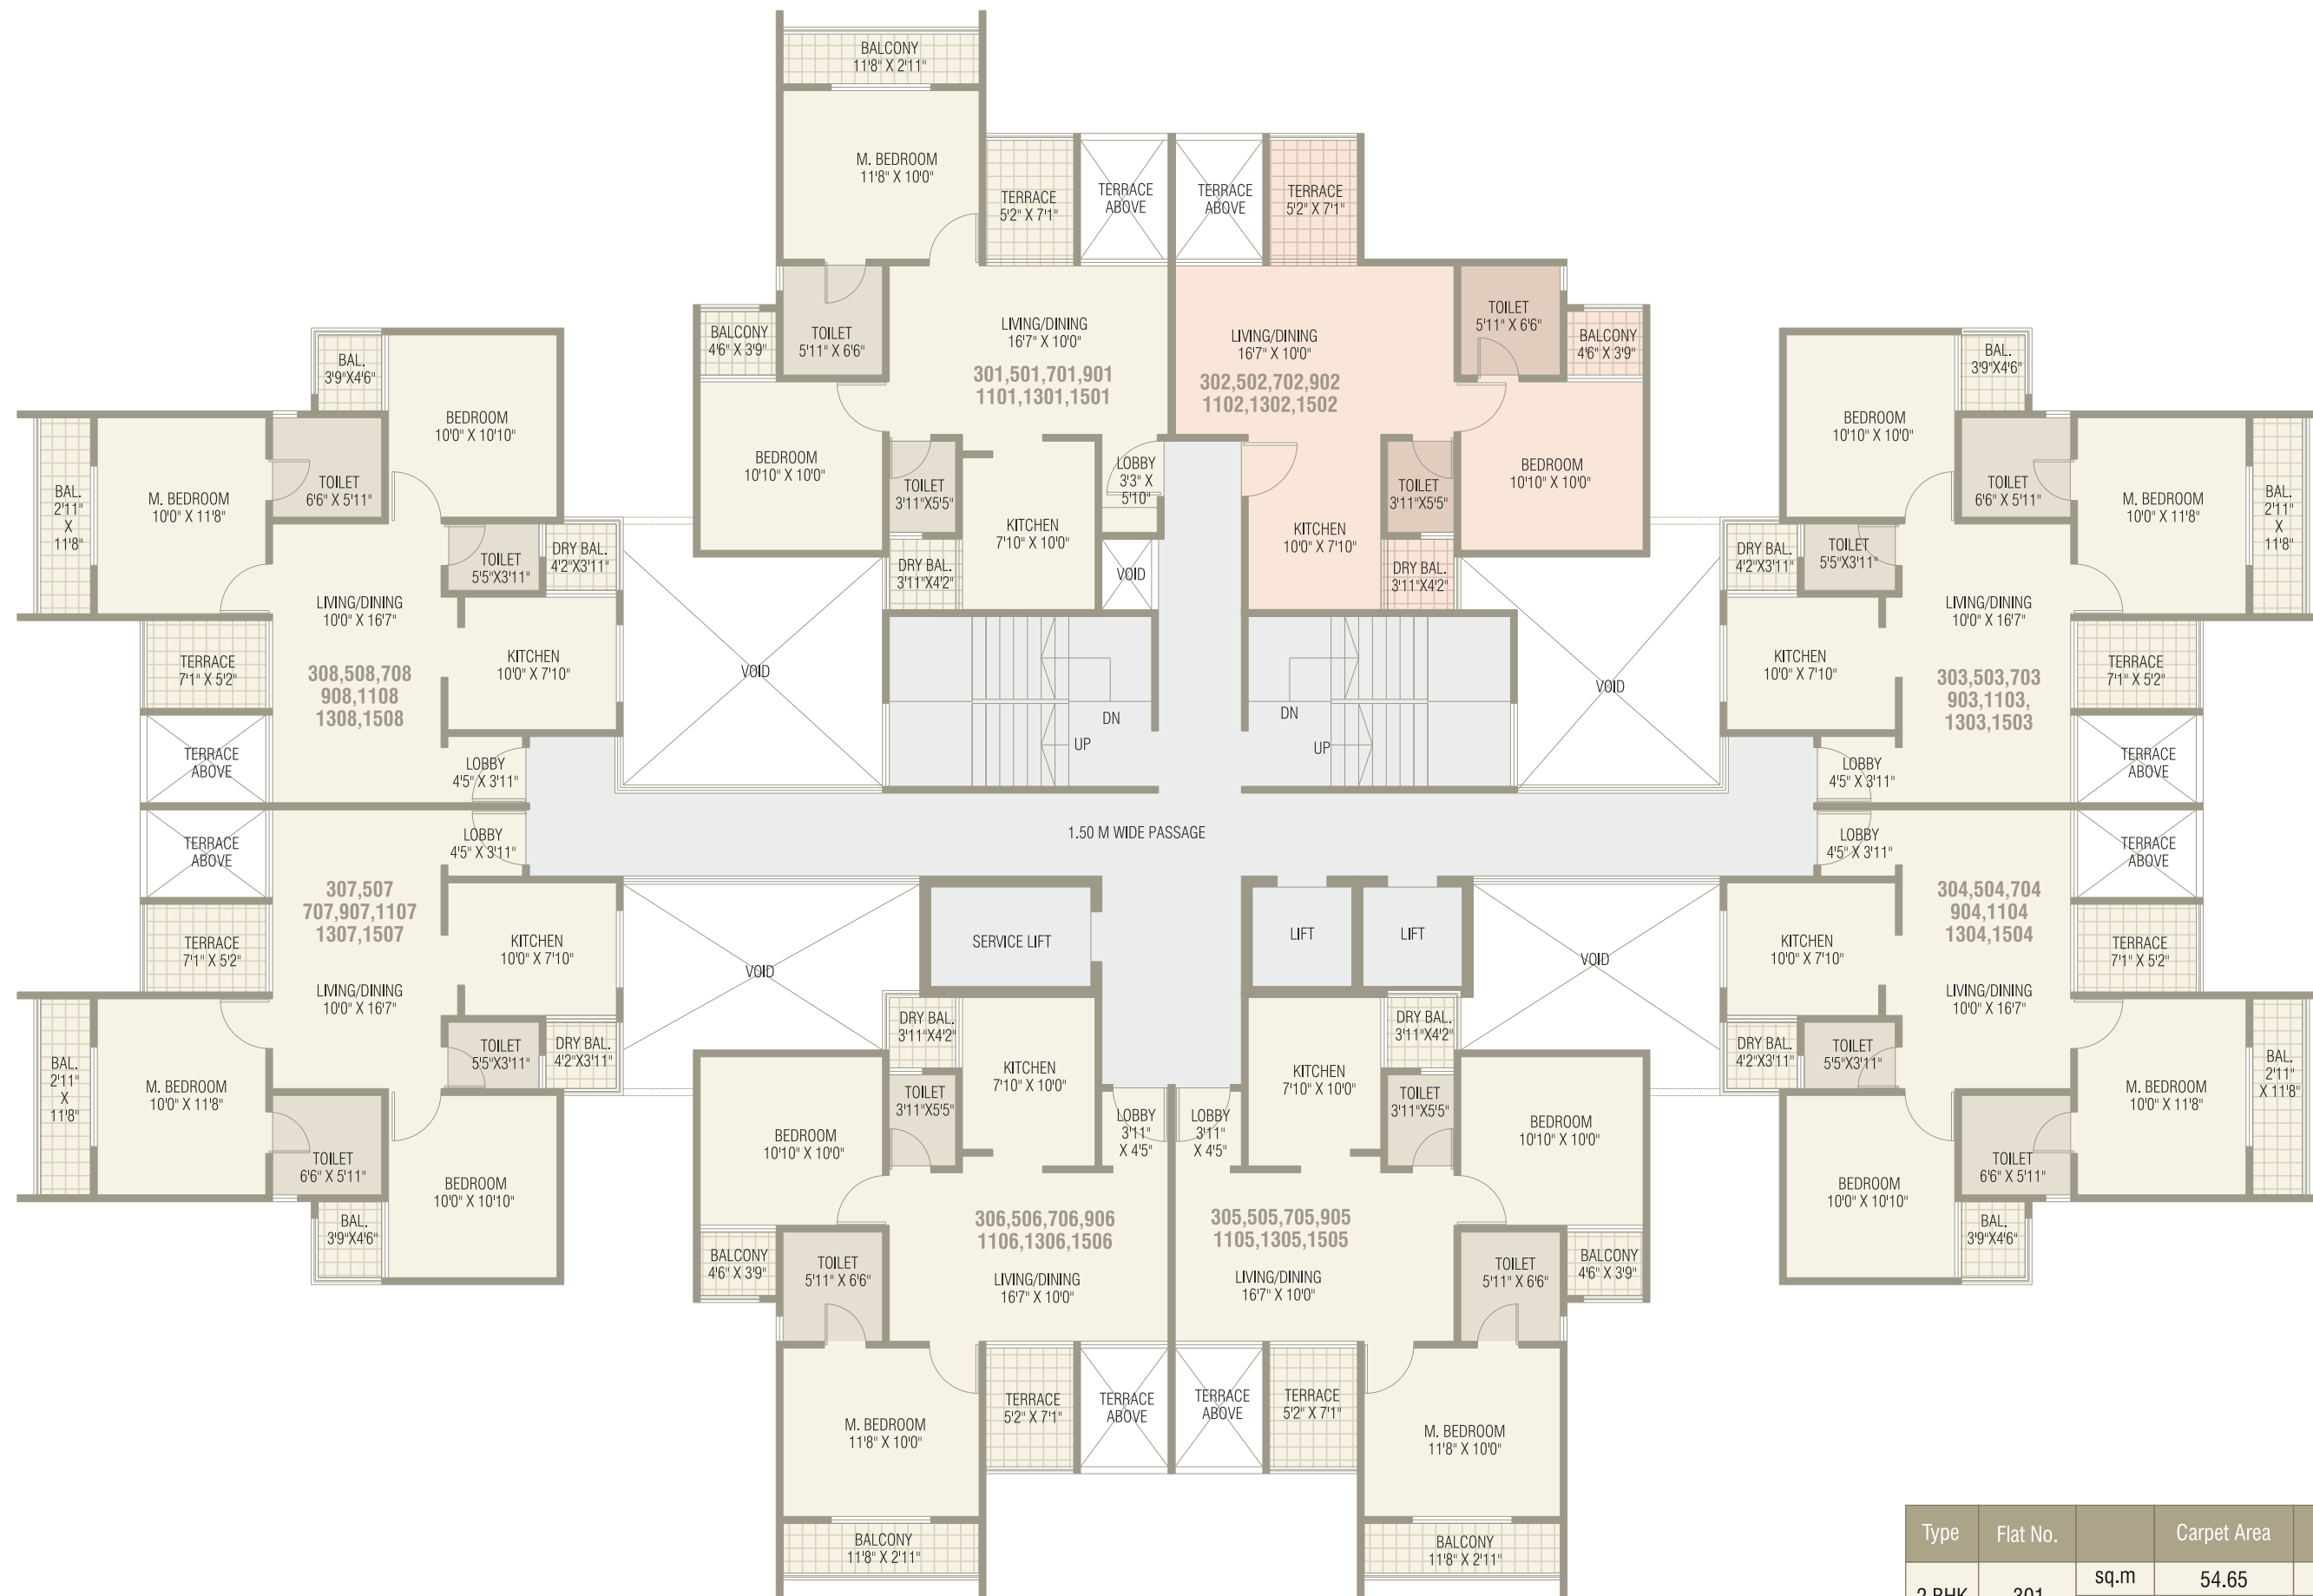 BALCONY
11'8" X 2'11"
M. BEDROOM
11'8" X 10'0"
TERRACE
5'2" X 7'1"
TERRACE
ABOVE
TERRACE
ABOVE
TERRACE
5'2" X 7'1"
BALCONY
4'6" X 3'9"
TOILET
5'11" X 6'6"
LIVING/DINING
16'7" X 10'0"
301,501,701,901
1101,1301,1501
BEDROOM
10'10" X 10'0"
TOILET
3'11"X5'5"
DRY BAL.
3'11"X4'2"
KITCHEN
7'10" X 10'0"
LOBBY
3'3" X
5'10"
VOID
LIVING/DINING
16'7" X 10'0"
302,502,702,902
1102,1302,1502
TOILET
5'11" X 6'6"
BALCONY
4'6" X 3'9"
BEDROOM
10'10" X 10'0"
TOILET
3'11"X5'5"
KITCHEN
10'0" X 7'10"
DRY BAL.
3'11"X4'2"
BAL.
3'9"X4'6"
BEDROOM
10'0" X 10'10"
BAL.
2'11"
X
11'8"
M. BEDROOM
10'0" X 11'8"
TOILET
6'6" X 5'11"
TOILET
5'5"X3'11"
DRY BAL.
4'2"X3'11"
LIVING/DINING
10'0" X 16'7"
KITCHEN
10'0" X 7'10"
TERRACE
7'1" X 5'2"
308,508,708
908,1108
1308,1508
TERRACE
ABOVE
LOBBY
4'5" X 3'11"
VOID
DN
UP
DN
UP
VOID
BEDROOM
10'10" X 10'0"
BAL.
3'9"X4'6"
TOILET
6'6" X 5'11"
M. BEDROOM
10'0" X 11'8"
BAL.
2'11"
X
11'8"
DRY BAL.
4'2"X3'11"
TOILET
5'5"X3'11"
LIVING/DINING
10'0" X 16'7"
KITCHEN
10'0" X 7'10"
303,503,703
903,1103,
1303,1503
TERRACE
7'1" X 5'2"
TERRACE
ABOVE
LOBBY
4'5" X 3'11"
1.50 M WIDE PASSAGE
TERRACE
ABOVE
LOBBY
4'5" X 3'11"
307,507
707,907,1107
1307,1507
TERRACE
7'1" X 5'2"
KITCHEN
10'0" X 7'10"
LIVING/DINING
10'0" X 16'7"
BAL.
2'11"
X
11'8"
M. BEDROOM
10'0" X 11'8"
TOILET
5'5"X3'11"
DRY BAL.
4'2"X3'11"
TOILET
6'6" X 5'11"
BEDROOM
10'0" X 10'10"
BAL.
3'9"X4'6"
VOID
SERVICE LIFT
LIFT
LIFT
VOID
LOBBY
4'5" X 3'11"
TERRACE
ABOVE
304,504,704
904,1104
1304,1504
KITCHEN
10'0" X 7'10"
TERRACE
7'1" X 5'2"
LIVING/DINING
10'0" X 16'7"
DRY BAL.
4'2"X3'11"
TOILET
5'5"X3'11"
M. BEDROOM
10'0" X 11'8"
BAL.
2'11"
X 11'8"
TOILET
6'6" X 5'11"
BEDROOM
10'0" X 10'10"
BAL.
3'9"X4'6"
DRY BAL.
3'11"X4'2"
KITCHEN
7'10" X 10'0"
TOILET
3'11"X5'5"
LOBBY
3'11"
X 4'5"
BEDROOM
10'10" X 10'0"
306,506,706,906
1106,1306,1506
BALCONY
4'6" X 3'9"
TOILET
5'11" X 6'6"
LIVING/DINING
16'7" X 10'0"
M. BEDROOM
11'8" X 10'0"
TERRACE
5'2" X 7'1"
TERRACE
ABOVE
BALCONY
11'8" X 2'11"
LOBBY
3'11"
X 4'5"
KITCHEN
7'10" X 10'0"
DRY BAL.
3'11"X4'2"
TOILET
3'11"X5'5"
BEDROOM
10'10" X 10'0"
305,505,705,905
1105,1305,1505
LIVING/DINING
16'7" X 10'0"
TOILET
5'11" X 6'6"
BALCONY
4'6" X 3'9"
TERRACE
ABOVE
TERRACE
5'2" X 7'1"
M. BEDROOM
11'8" X 10'0"
BALCONY
11'8" X 2'11"
Type Flat No. Carpet Area
sq.m 54.65
2 BHK 301